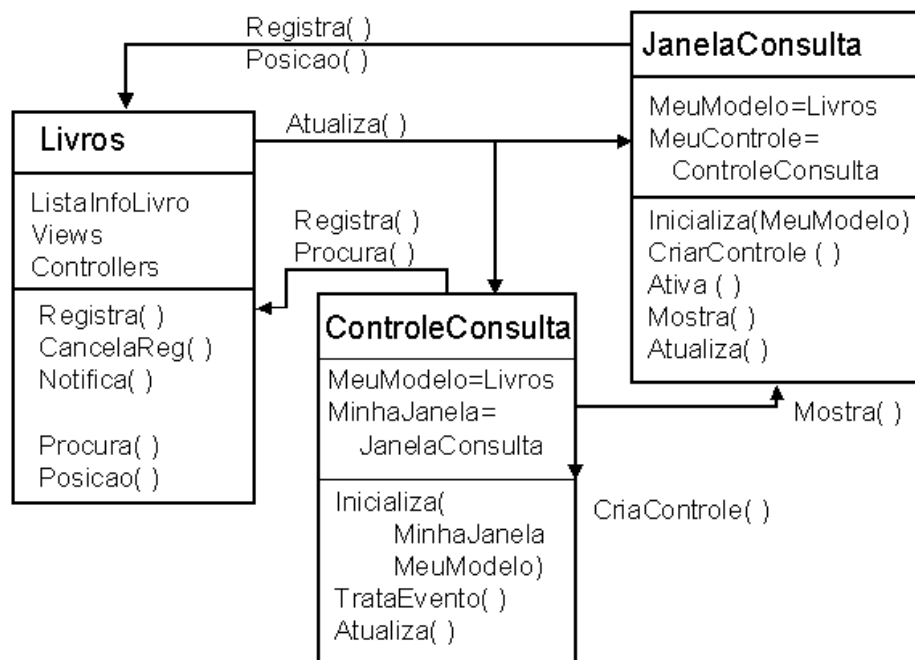 Registra( )
Posicao( )
JanelaConsulta
MeuModelo=Livros
MeuControle=
ControleConsulta
Inicializa(MeuModelo)
CriarControle ( )
Ativa ( )
Mostra( )
Atualiza( )
Atualiza( )
Livros
ListaInfoLivro
Views
Controllers
Registra( )
CancelaReg( )
Notifica( )
Procura( )
Posicao( )
Registra( )
Procura( )
ControleConsulta
MeuModelo=Livros
MinhaJanela=
JanelaConsulta
Inicializa(
MinhaJanela
MeuModelo)
TrataEvento( )
Atualiza( )
Mostra( )
CriaControle( )